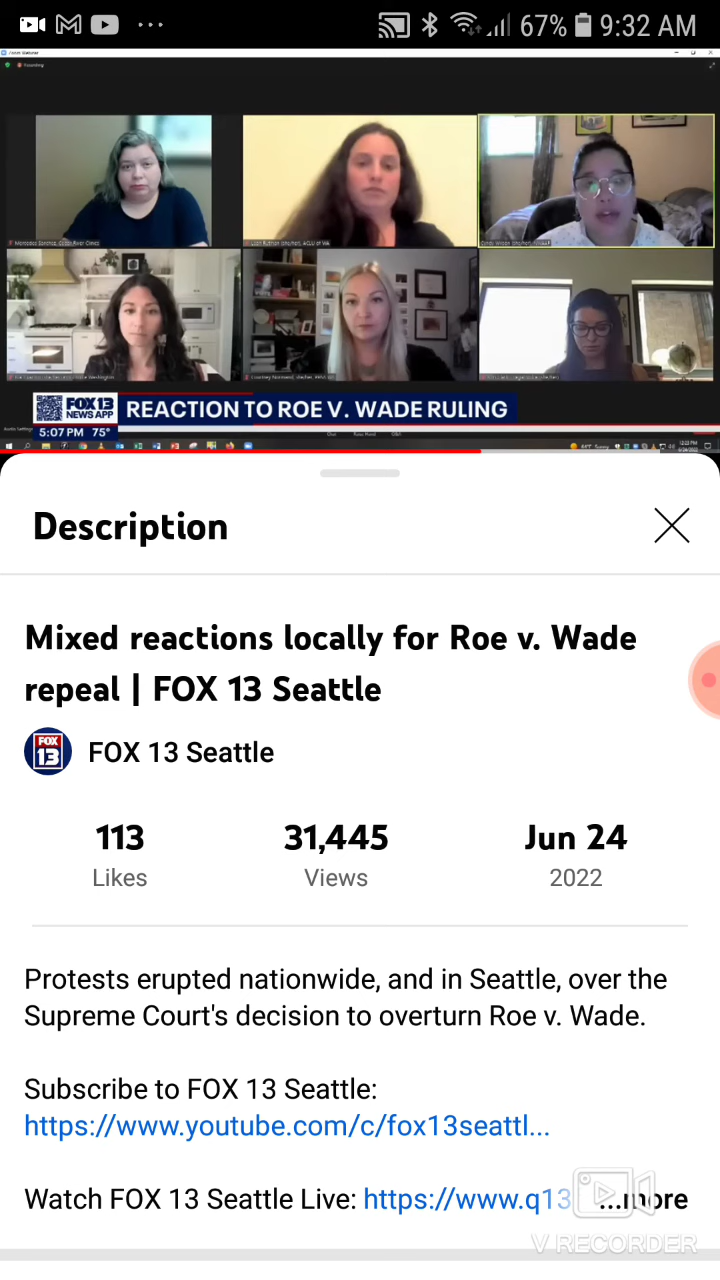 67% 9:32 AM
Recording
FOX 13
NEWS APP
REACTION TO ROE V. WADE RULING
5:07 PM 75°
Description
Mixed reactions locally for Roe v. Wade
repeal | FOX 13 Seattle
FOX
13
FOX 13 Seattle
113
31,445
Jun 24
Likes
Views
2022
Protests erupted nationwide, and in Seattle, over the
Supreme Court's decision to overturn Roe v. Wade.
Subscribe to FOX 13 Seattle:
https://www.youtube.com/c/fox13seattl...
Watch FOX 13 Seattle Live: https://www.q13 ...more
V RECORDER